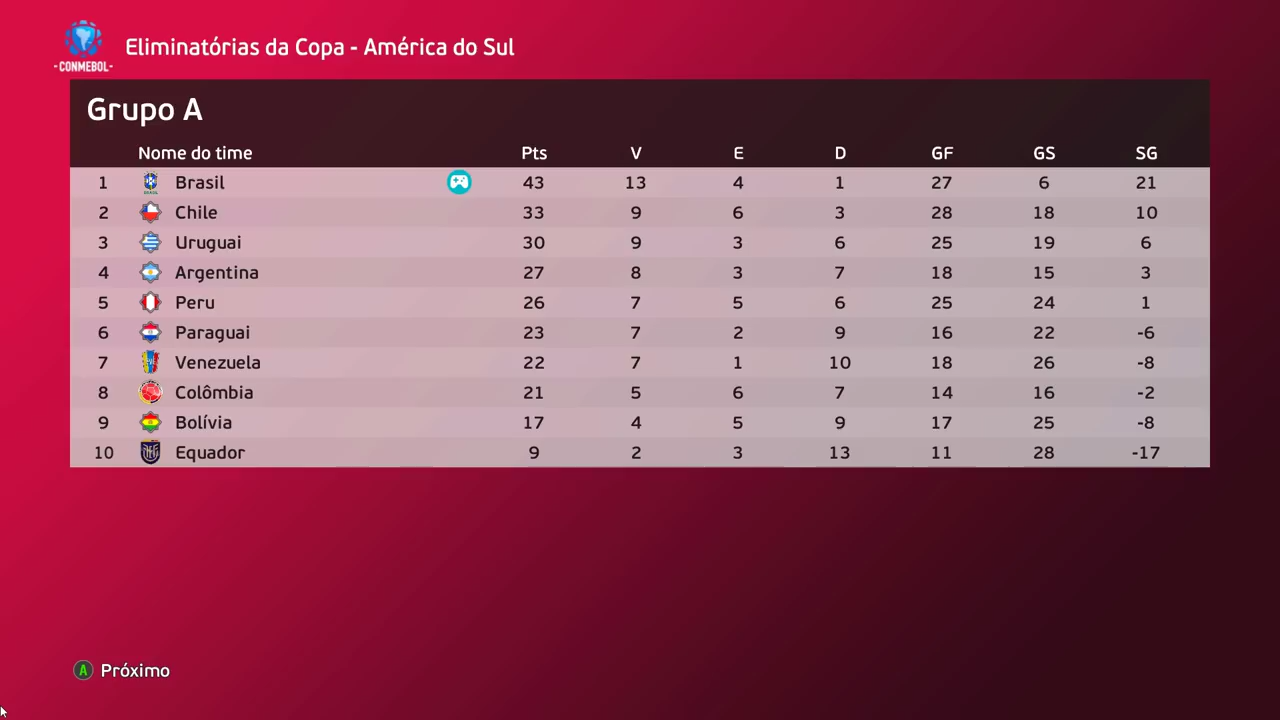 -CONMEBOL-
Eliminatórias da Copa - América do Sul
Grupo A
Nome do time Pts V E D GF GS SG
1 Brasil 43 13 4 1 27 6 21
2 Chile 33 9 6 3 28 18 10
3 Uruguai 30 9 3 6 25 19 6
4 Argentina 27 8 3 7 18 15 3
5 Peru 26 7 5 6 25 24 1
6 Paraguai 23 7 2 9 16 22 -6
7 Venezuela 22 7 1 10 18 26 -8
8 Colômbia 21 5 6 7 14 16 -2
9 Bolívia 17 4 5 9 17 25 -8
10 Equador 9 2 3 13 11 28 -17
A Próximo